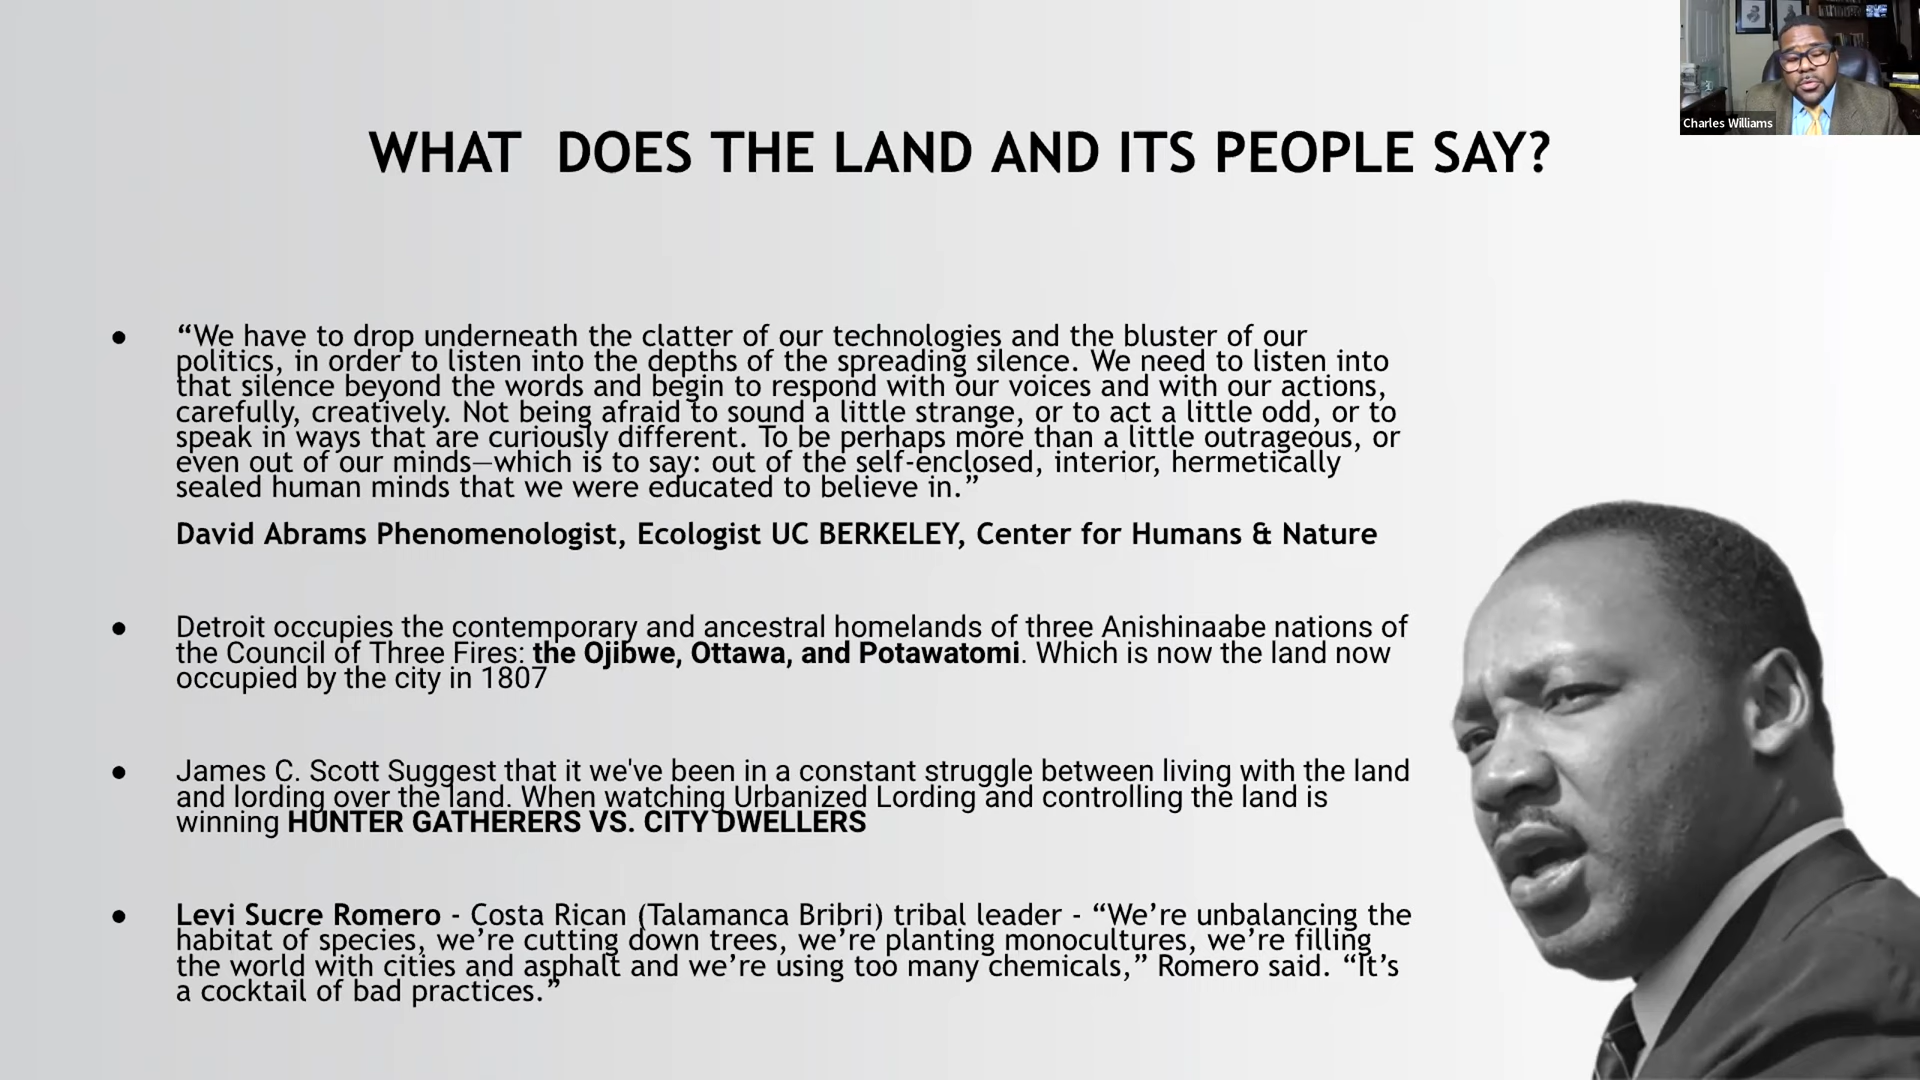 Charles Williams
WHAT  DOES THE LAND AND ITS PEOPLE SAY?
● “We have to drop underneath the clatter of our technologies and the bluster of our
politics, in order to listen into the depths of the spreading silence. We need to listen into
that silence beyond the words and begin to respond with our voices and with our actions,
carefully, creatively. Not being afraid to sound a little strange, or to act a little odd, or to
speak in ways that are curiously different. To be perhaps more than a little outrageous, or
even out of our minds—which is to say: out of the self-enclosed, interior, hermetically
sealed human minds that we were educated to believe in.”
David Abrams Phenomenologist, Ecologist UC BERKELEY, Center for Humans & Nature
● Detroit occupies the contemporary and ancestral homelands of three Anishinaabe nations of
the Council of Three Fires: the Ojibwe, Ottawa, and Potawatomi. Which is now the land now
occupied by the city in 1807
● James C. Scott Suggest that it we've been in a constant struggle between living with the land
and lording over the land. When watching Urbanized Lording and controlling the land is
winning HUNTER GATHERERS VS. CITY DWELLERS
● Levi Sucre Romero - Costa Rican (Talamanca Bribri) tribal leader - “We’re unbalancing the
habitat of species, we’re cutting down trees, we’re planting monocultures, we’re filling
the world with cities and asphalt and we’re using too many chemicals,” Romero said. “It’s
a cocktail of bad practices.”